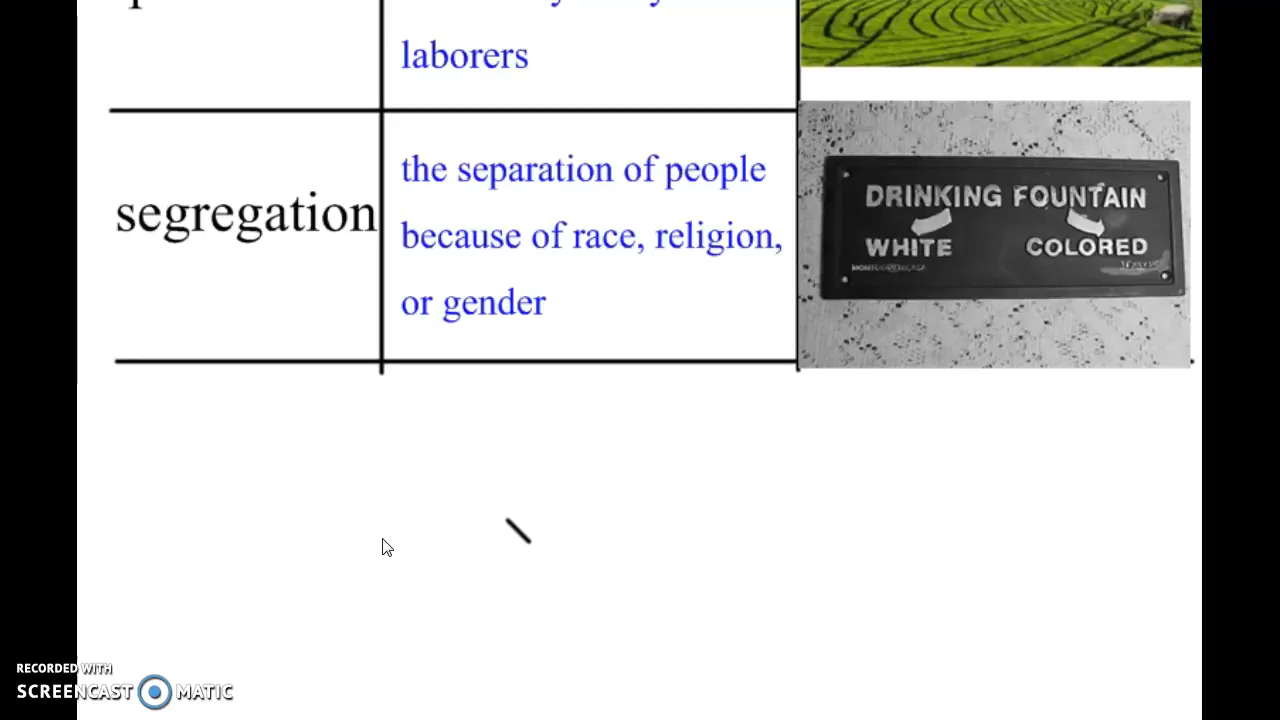 laborers
segregation
the separation of people
because of race, religion,
or gender
DRINKING FOUNTAIN
WHITE COLORED
RECORDED WITH
SCREENCAST MATIC